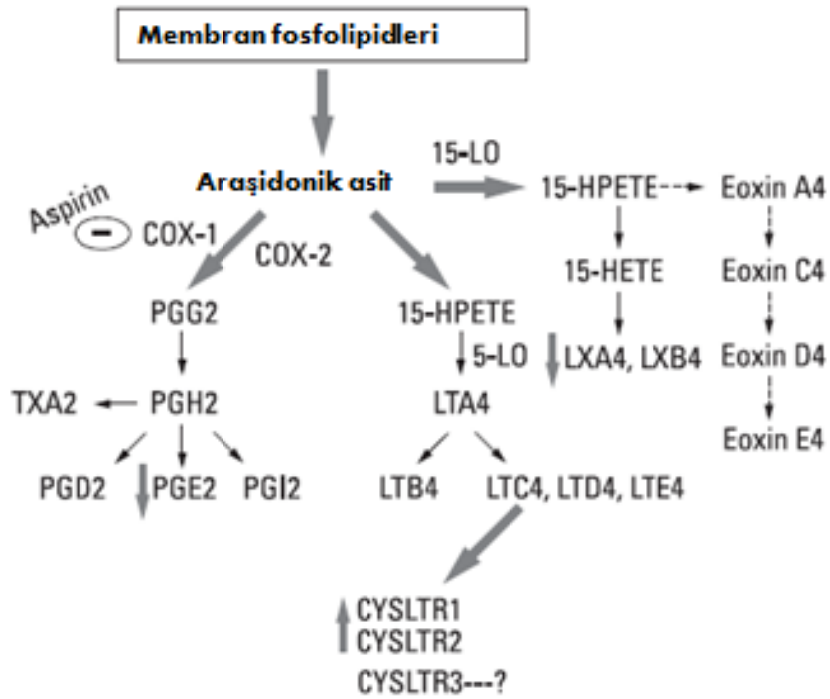 Membran fosfolipidleri
15-LO
Araşidonik asit
15-HPETE
Eoxin A4
Aspirin
−
COX-1
COX-2
15-HETE
Eoxin C4
PGG2
15-HPETE
5-LO
LXA4, LXB4
Eoxin D4
TXA2
PGH2
LTA4
Eoxin E4
PGD2
PGE2
PGI2
LTB4
LTC4, LTD4, LTE4
CYSLTR1
CYSLTR2
CYSLTR3---?